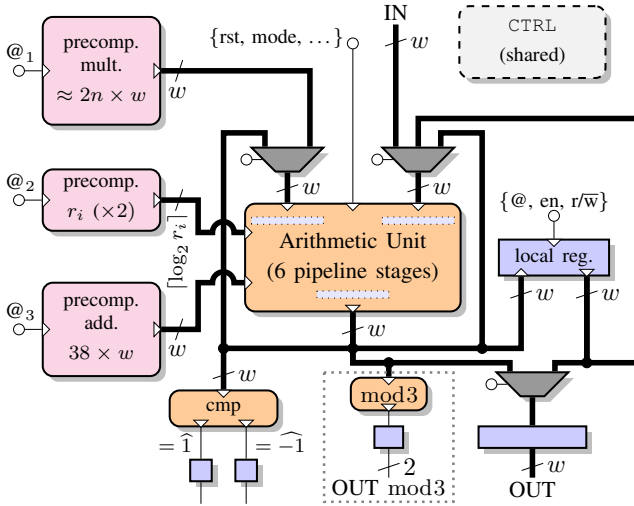 IN
@₁
precomp.
mult.
≈ 2n × w
w
{rst, mode, …}
w
CTRL
(shared)
@₂
precomp.
rᵢ (×2)
⌈log₂ rᵢ⌉
w
w
{@, en, r/w̅}
Arithmetic Unit
(6 pipeline stages)
local reg.
@₃
precomp.
add.
38 × w
w
w
w
w
w
cmp
mod3
= 1̂
= −̂1̂
2
OUT mod3
w
OUT